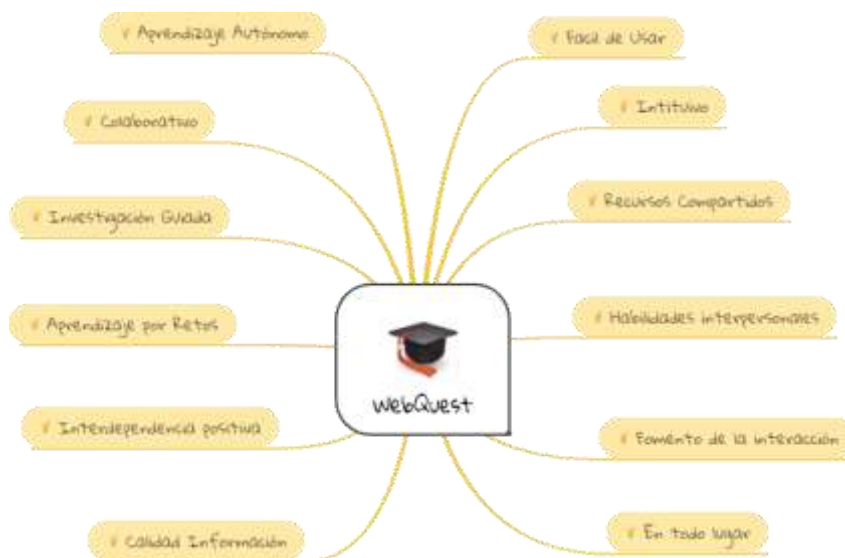 Aprendizaje Autónomo
Colaborativo
Investigación Guiada
Aprendizaje por Retos
Interdependencia positiva
Calidad Información
WebQuest
Facil de Usar
Intituivo
Recursos Compartidos
Habilidades interpersonales
Fomento de la interacción
En todo lugar